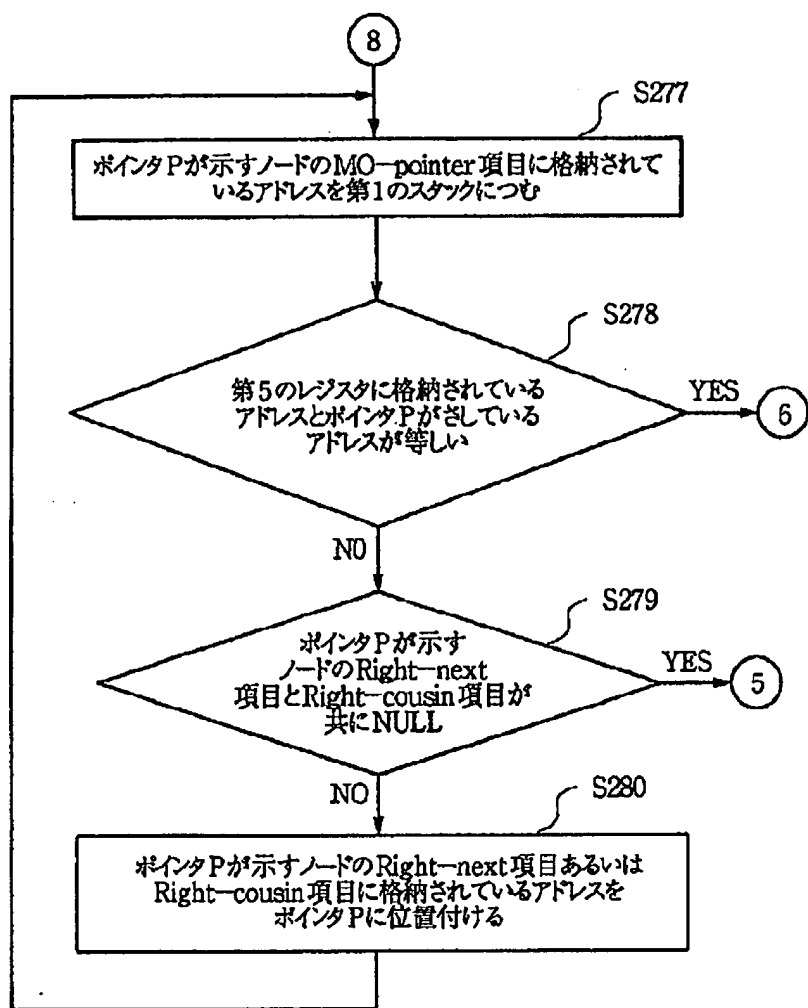 8
S277
ポインタPが示すノードのMO-pointer項目に格納されて
いるアドレスを第1のスタックにつむ
S278
第5のレジスタに格納されている
アドレスとポインタPがさしている
アドレスが等しい
YES
6
NO
S279
ポインタPが示す
ノードのRight-next
項目とRight-cousin項目が
共にNULL
YES
5
NO
S280
ポインタPが示すノードのRight-next項目あるいは
Right-cousin項目に格納されているアドレスを
ポインタPに位置付ける